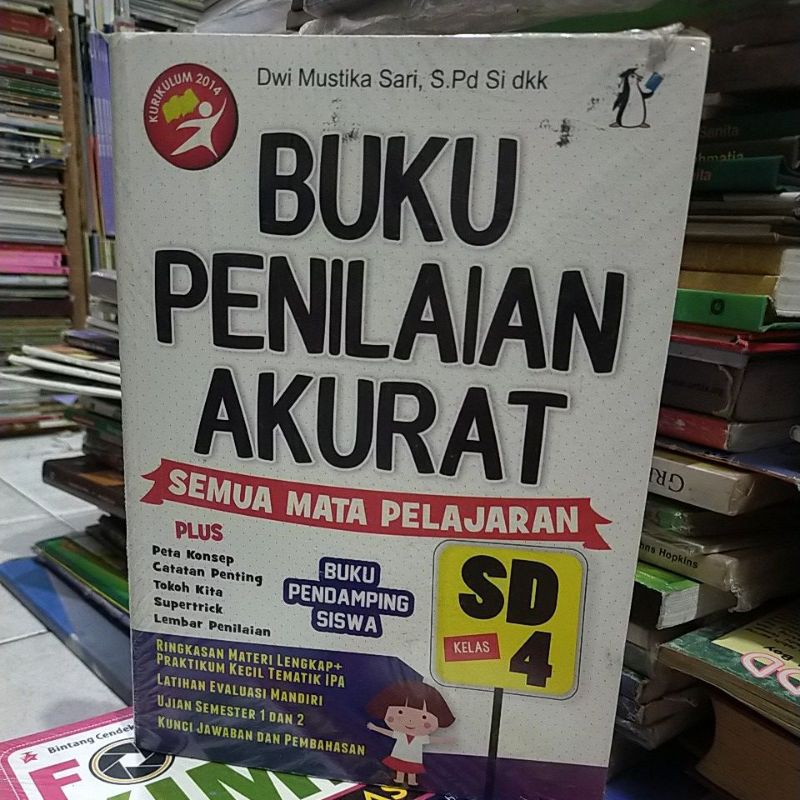 KURIKULUM 2014
Dwi Mustika Sari, S.Pd Si dkk
BUKU
PENILAIAN
AKURAT
SEMUA MATA PELAJARAN
PLUS
Peta Konsep
Catatan Penting
Tokoh Kita
Supertrick
Lembar Penilaian
BUKU
PENDAMPING
SISWA
SD
KELAS 4
RINGKASAN MATERI LENGKAP+
PRAKTIKUM KECIL TEMATIK IPA
LATIHAN EVALUASI MANDIRI
UJIAN SEMESTER 1 DAN 2
KUNCI JAWABAN DAN PEMBAHASAN
Bintang Cendek